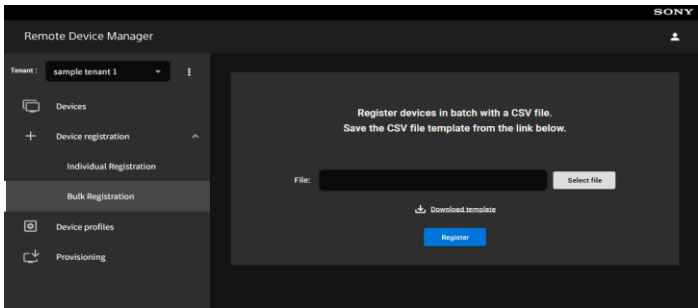 SONY
Remote Device Manager
Tenant : sample tenant 1
Devices
Device registration
Individual Registration
Bulk Registration
Device profiles
Provisioning
Register devices in batch with a CSV file.
Save the CSV file template from the link below.
File: Select file
Download template
Register